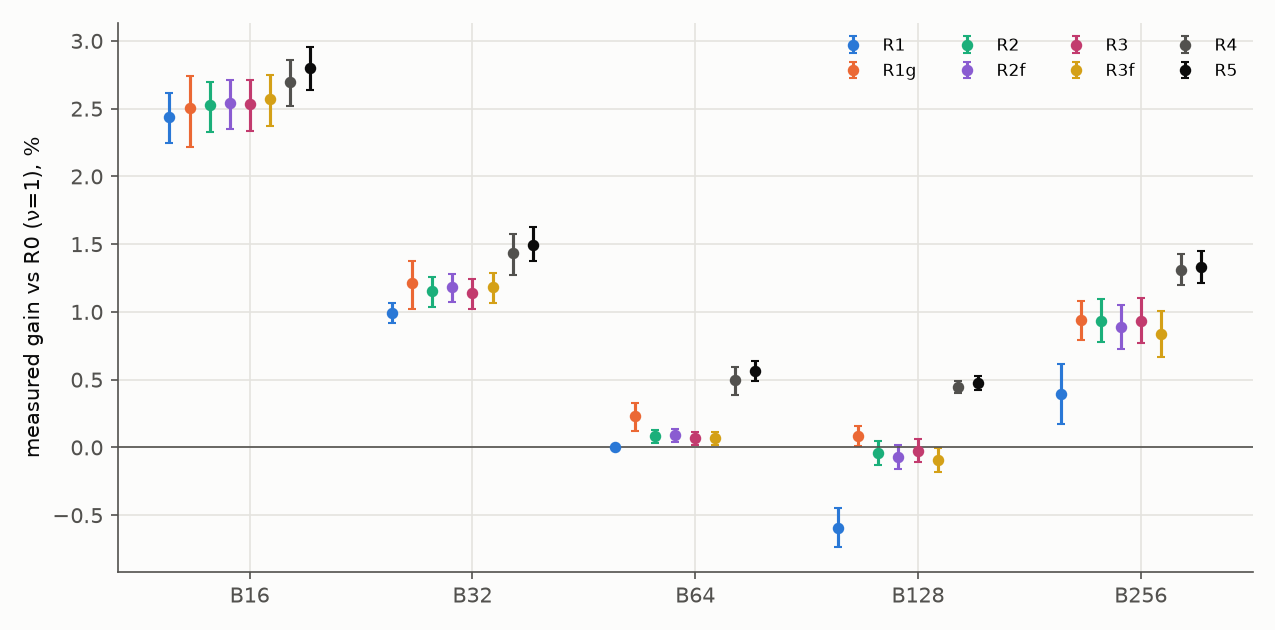 measured gain vs R0 (ν=1), %
3.0
2.5
2.0
1.5
1.0
0.5
0.0
−0.5
R1 R2 R3 R4
R1g R2f R3f R5
B16 B32 B64 B128 B256